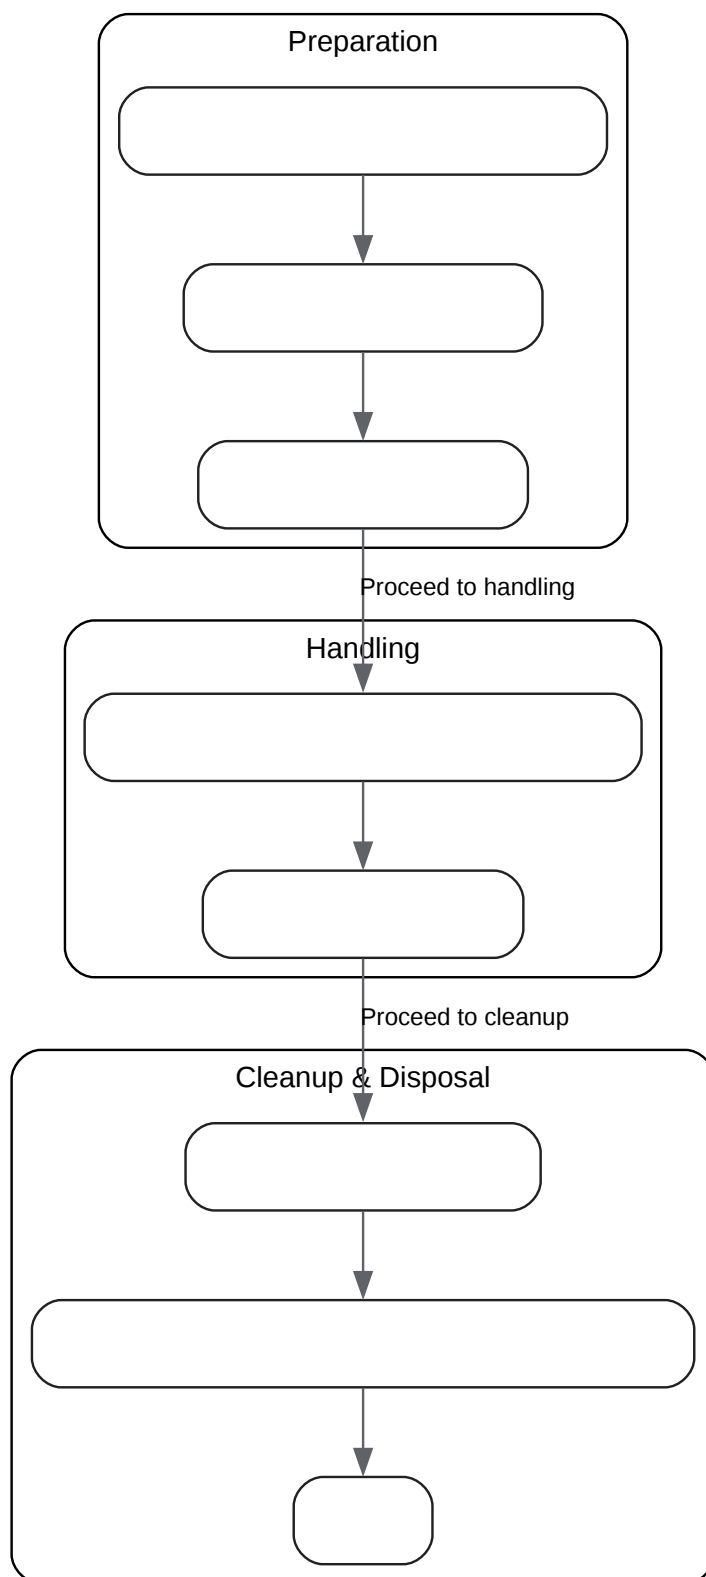 Preparation
Proceed to handling
Handling
Proceed to cleanup
Cleanup & Disposal